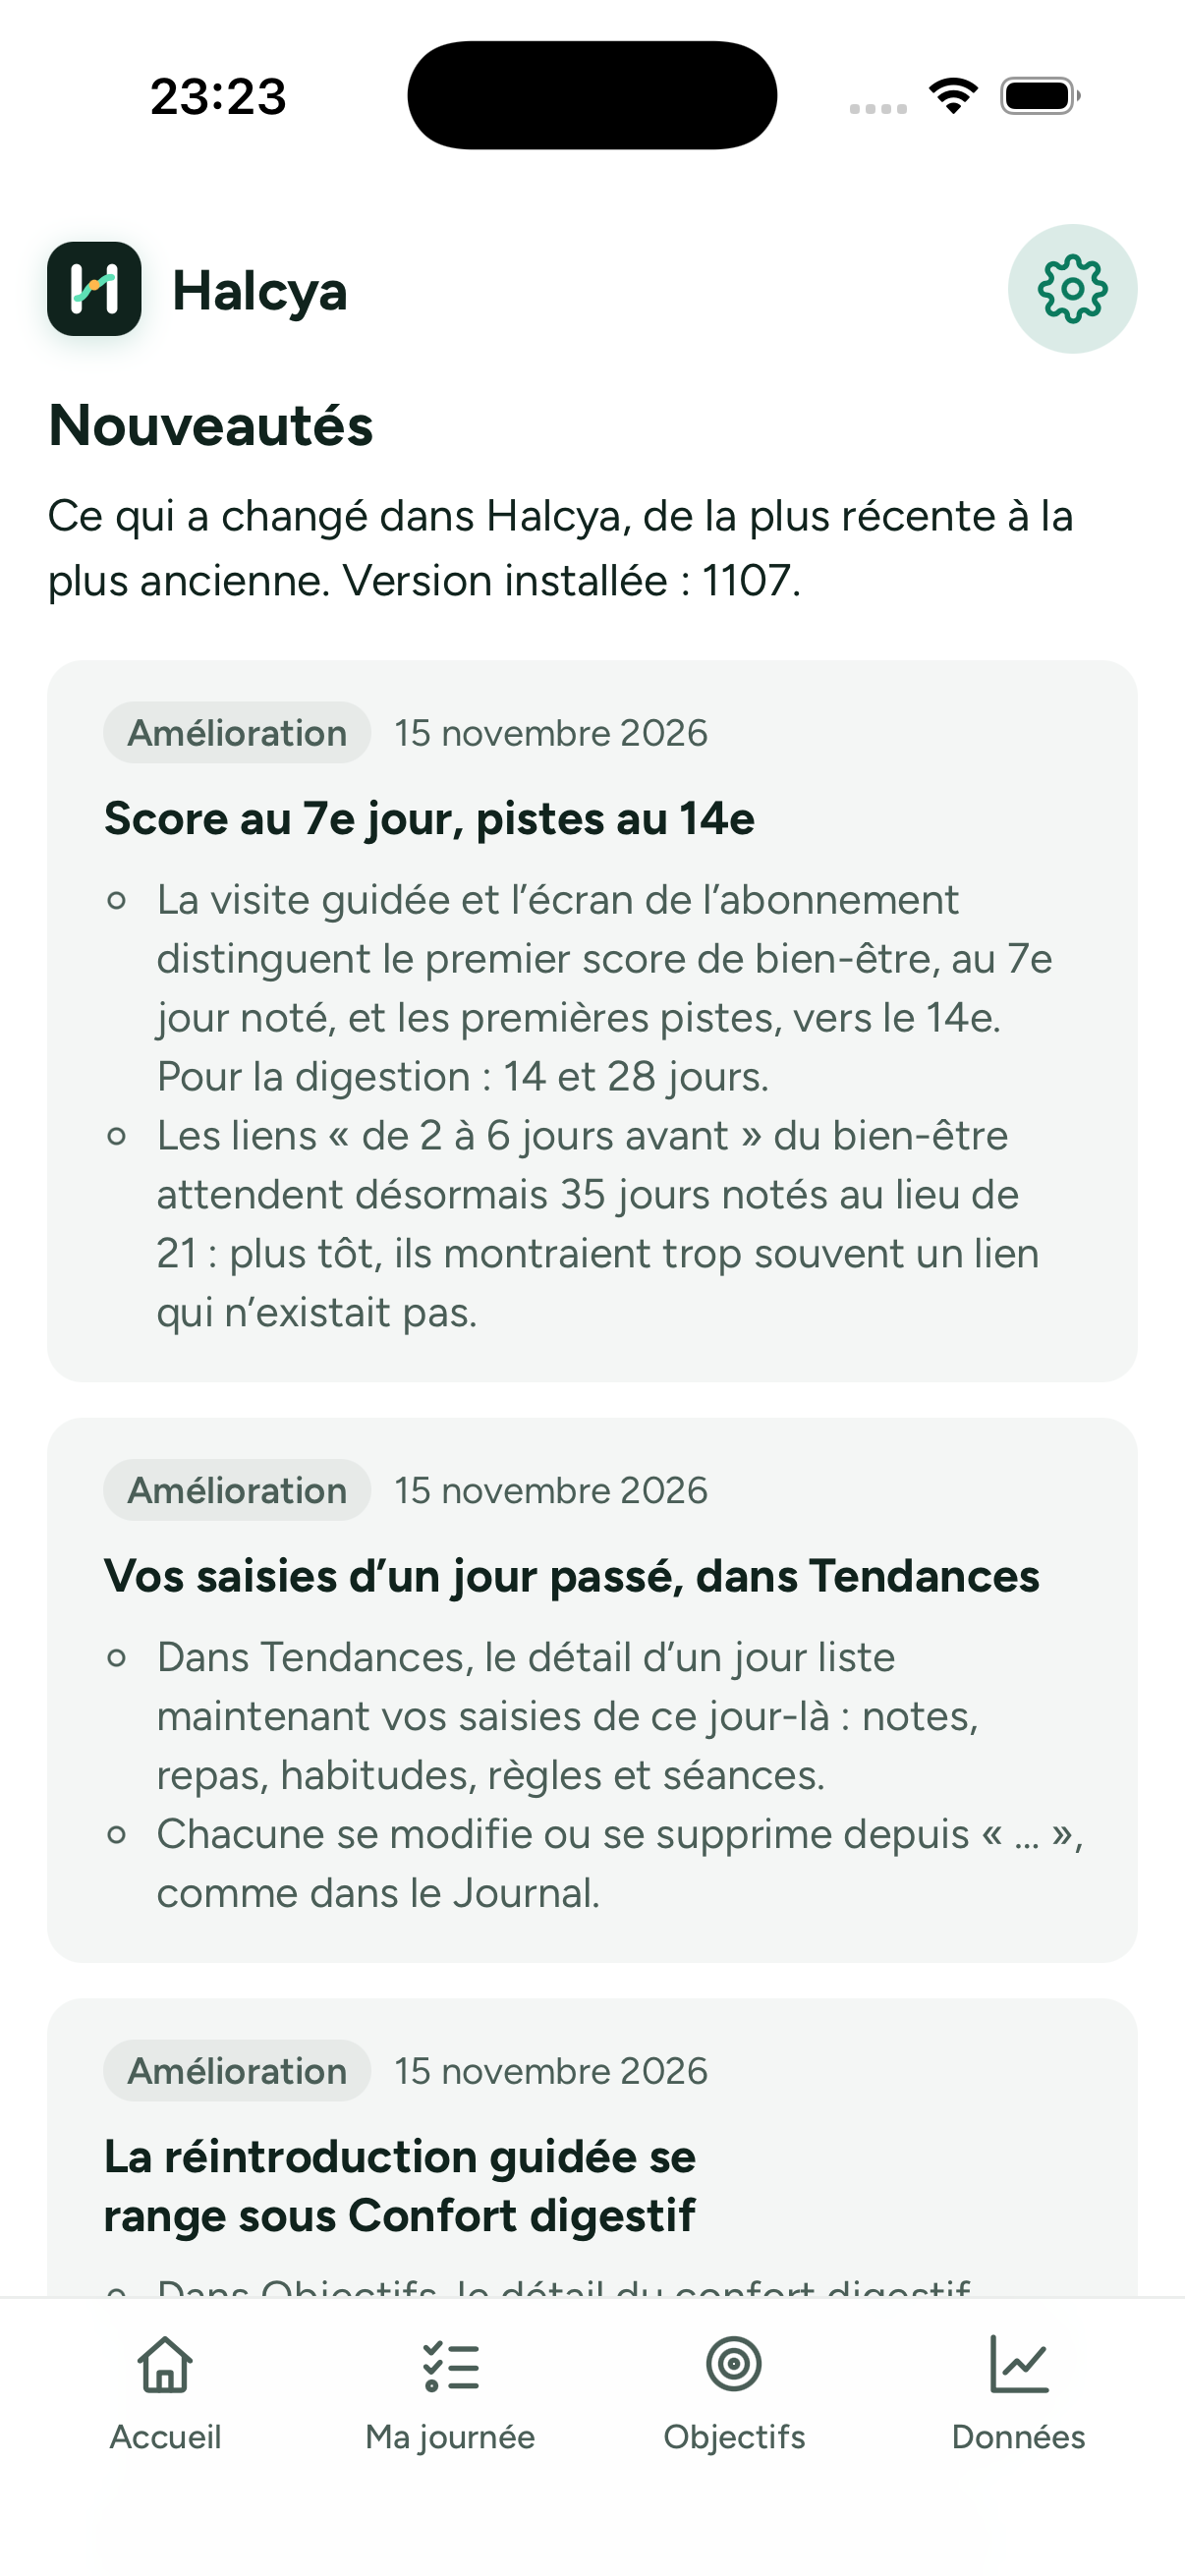 23:23
Halcya
Nouveautés
Ce qui a changé dans Halcya, de la plus récente à la
plus ancienne. Version installée : 1107.
Amélioration 15 novembre 2026
Score au 7e jour, pistes au 14e
La visite guidée et l’écran de l’abonnement
distinguent le premier score de bien-être, au 7e
jour noté, et les premières pistes, vers le 14e.
Pour la digestion : 14 et 28 jours.
Les liens « de 2 à 6 jours avant » du bien-être
attendent désormais 35 jours notés au lieu de
21 : plus tôt, ils montraient trop souvent un lien
qui n’existait pas.
Amélioration 15 novembre 2026
Vos saisies d’un jour passé, dans Tendances
Dans Tendances, le détail d’un jour liste
maintenant vos saisies de ce jour-là : notes,
repas, habitudes, règles et séances.
Chacune se modifie ou se supprime depuis « … »,
comme dans le Journal.
Amélioration 15 novembre 2026
La réintroduction guidée se
range sous Confort digestif
Dans Objectifs, le détail du confort digestif
Accueil
Ma journée
Objectifs
Données